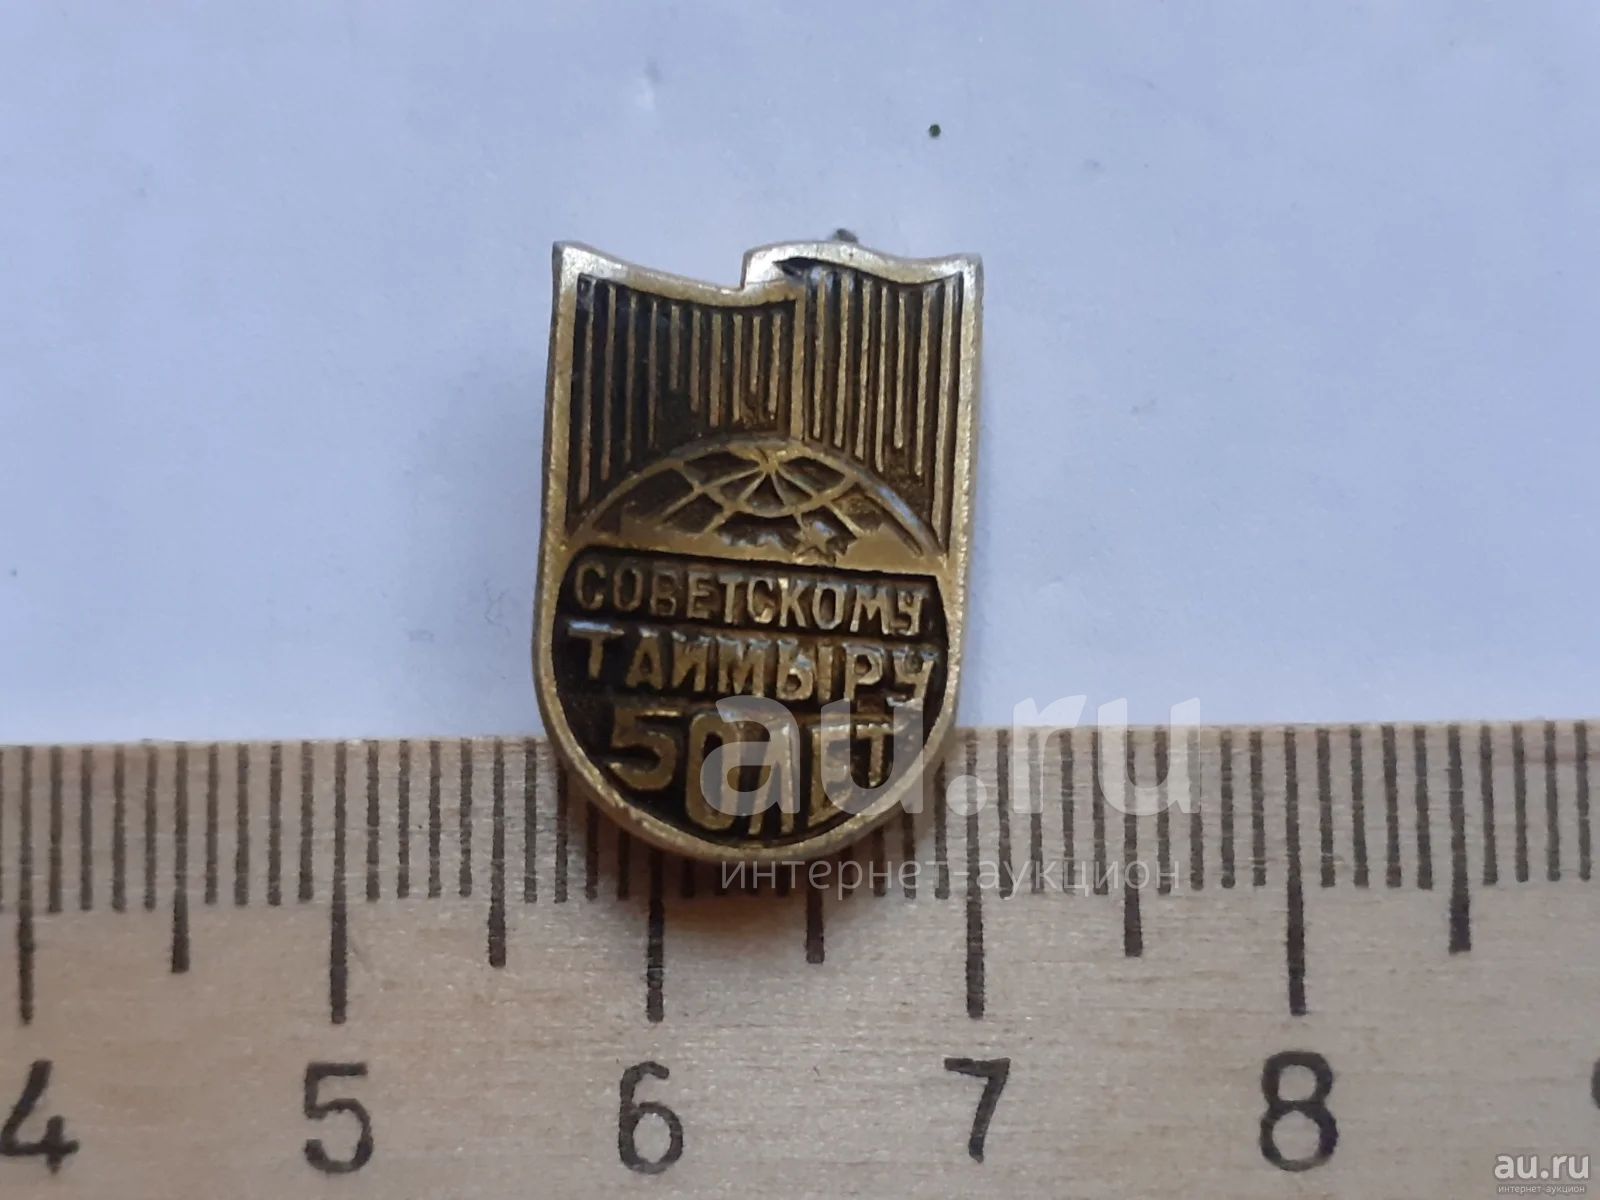 СОВЕТСКОМУ
ТАЙМЫРУ
50 ЛЕТ
au.ru
интернет-аукцион
4 5 6 7 8
au.ru
интернет-аукцион